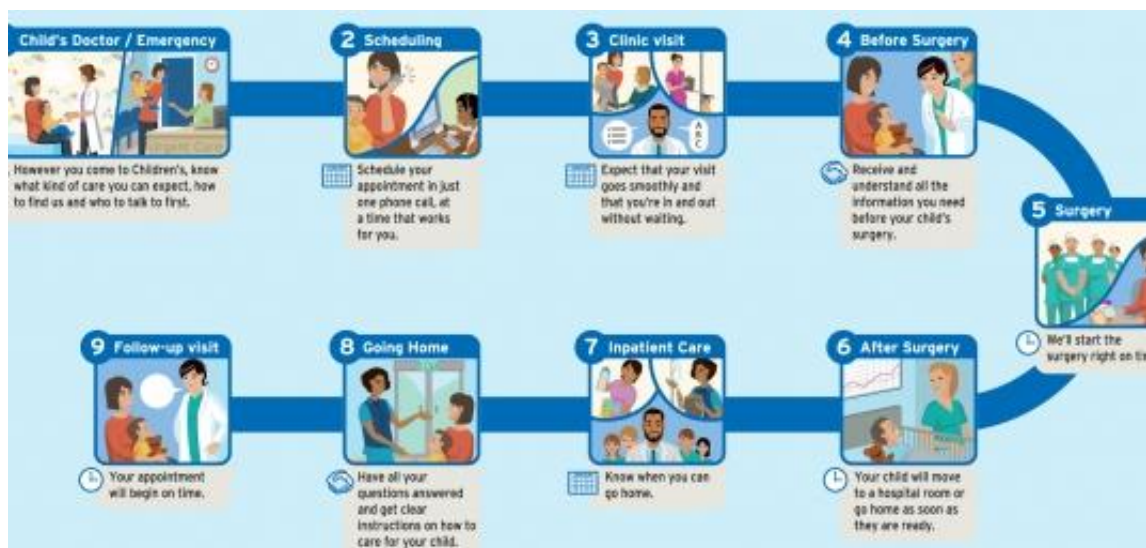 Child's Doctor / Emergency
Urgent Care
However you come to Children's, know
what kind of care you can expect, how
to find us and who to talk to first.
2 Scheduling
Schedule your
appointment in just
one phone call, at
a time that works
for you.
3 Clinic visit
A
B
C
Expect that your visit
goes smoothly and
that you're in and out
without waiting.
4 Before Surgery
Receive and
understand all the
information you need
before your child's
surgery.
5 Surgery
We'll start the
surgery right on
6 After Surgery
Your child will move
to a hospital room or
go home as soon as
they are ready.
7 Inpatient Care
Know when you can
go home.
8 Going Home
Have all your
questions answered
and get clear
instructions on how to
care for your child.
9 Follow-up visit
Your appointment
will begin on time.